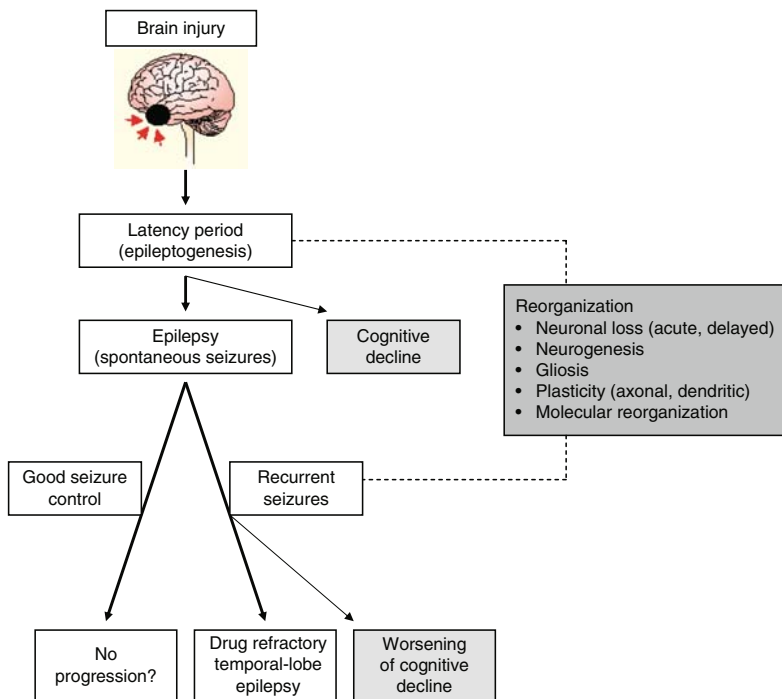 Brain injury
Latency period
(epileptogenesis)
Epilepsy
(spontaneous seizures)
Cognitive
decline
Reorganization
• Neuronal loss (acute, delayed)
• Neurogenesis
• Gliosis
• Plasticity (axonal, dendritic)
• Molecular reorganization
Good seizure
control
Recurrent
seizures
No
progression?
Drug refractory
temporal-lobe
epilepsy
Worsening
of cognitive
decline